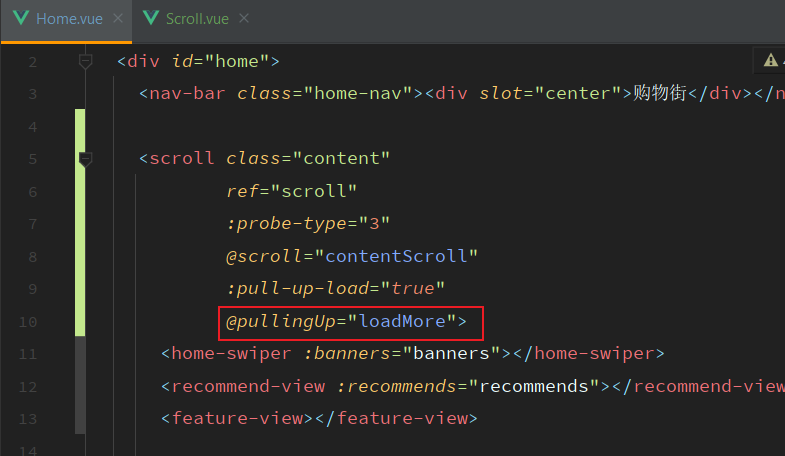 Home.vue × Scroll.vue ×
2 <div id="home">
3 <nav-bar class="home-nav"><div slot="center">购物街</div></n
4
5 <scroll class="content"
6 ref="scroll"
7 :probe-type="3"
8 @scroll="contentScroll"
9 :pull-up-load="true"
10 @pullingUp="loadMore">
11 <home-swiper :banners="banners"></home-swiper>
12 <recommend-view :recommends="recommends"></recommend-view
13 <feature-view></feature-view>
14